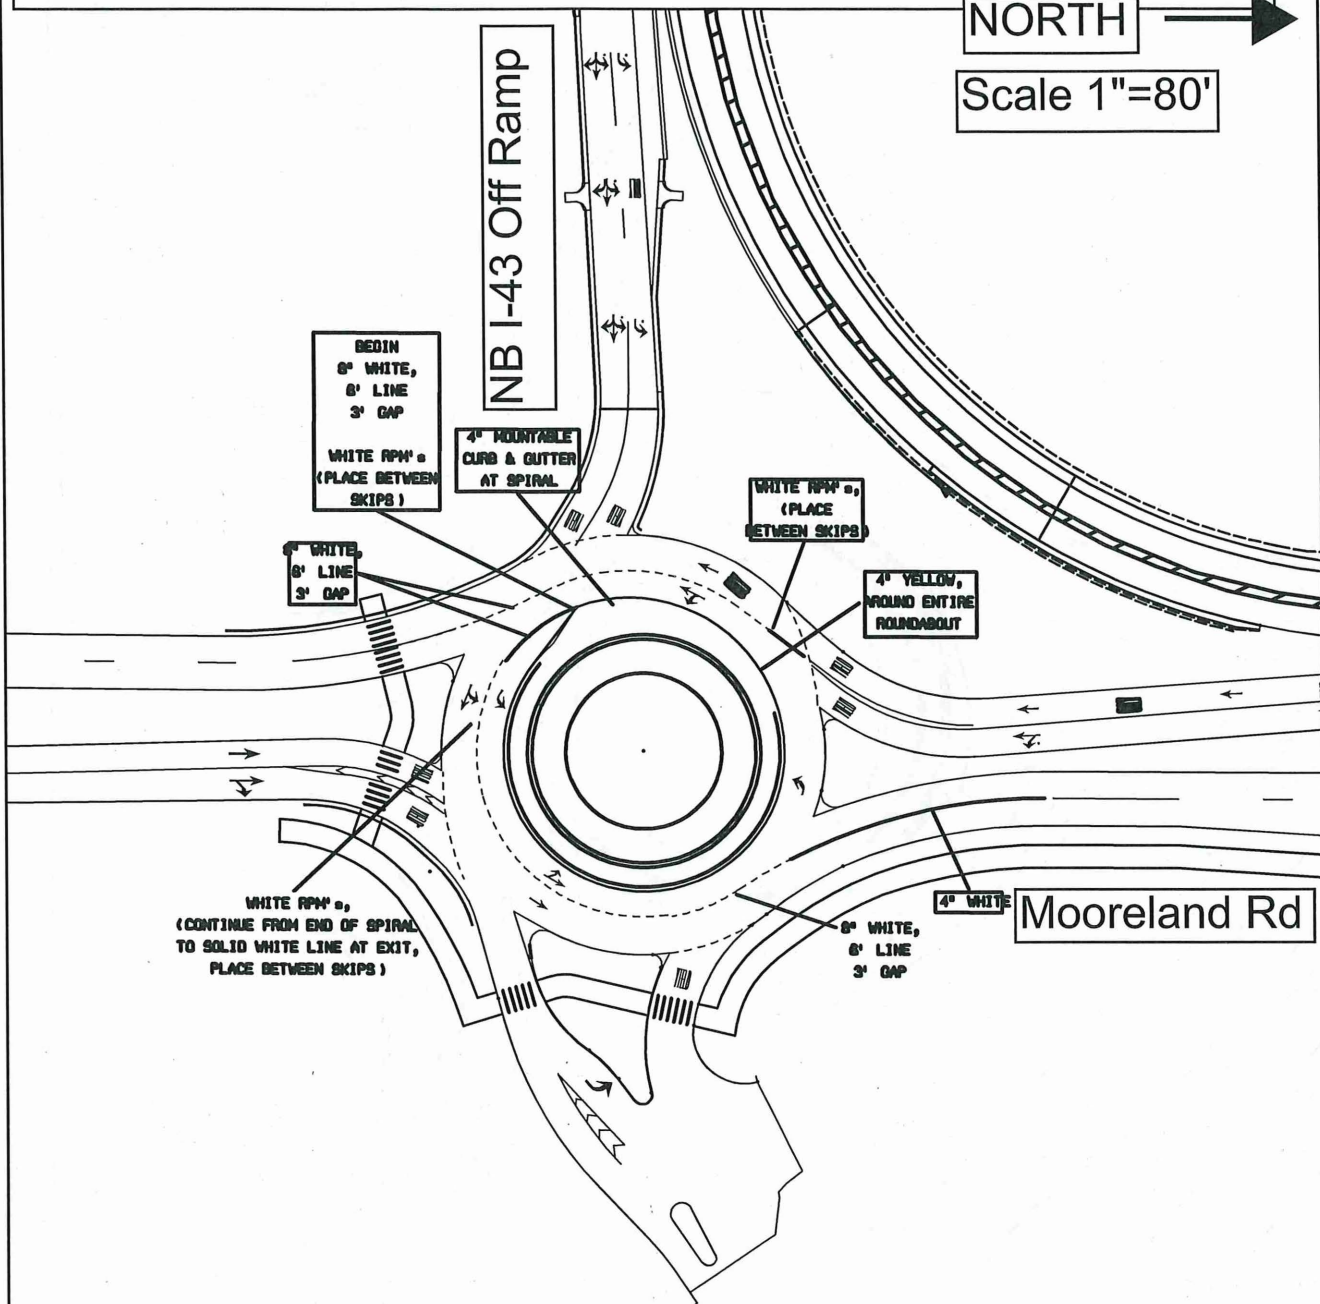 NORTH
Scale 1"=80'
NB I-43 Off Ramp
BEGIN
8" WHITE,
6' LINE
3' GAP
WHITE RPM's
(PLACE BETWEEN
SKIPS)
4" MOUNTABLE
CURB & GUTTER
AT SPIRAL
WHITE RPM's,
(PLACE
BETWEEN SKIPS)
8" WHITE,
6' LINE
3' GAP
4" YELLOW,
AROUND ENTIRE
ROUNDABOUT
WHITE RPM's,
(CONTINUE FROM END OF SPIRAL
TO SOLID WHITE LINE AT EXIT,
PLACE BETWEEN SKIPS)
4" WHITE
Mooreland Rd
8" WHITE,
6' LINE
3' GAP